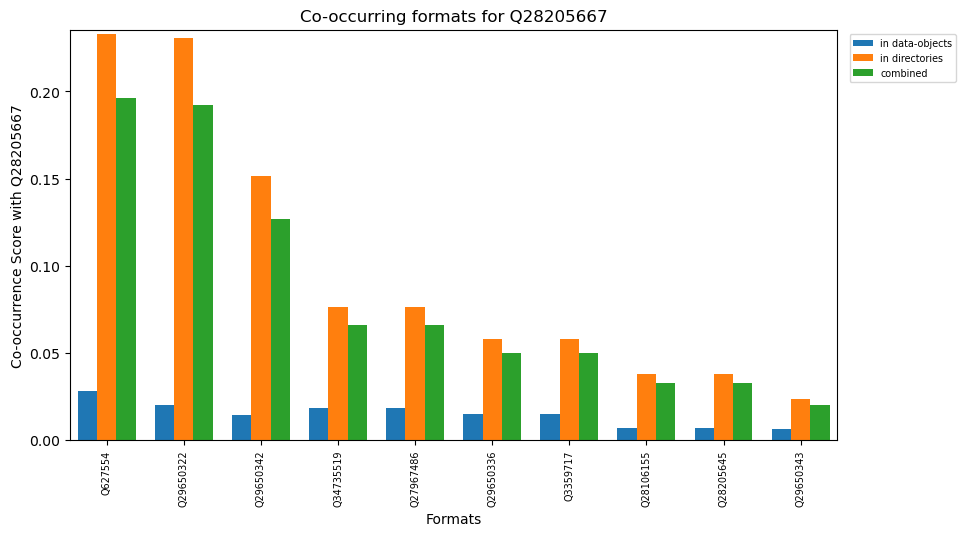 Co-occurring formats for Q28205667
in data-objects
in directories
combined
Co-occurrence Score with Q28205667
0.20
0.15
0.10
0.05
0.00
Q627554
Q29650322
Q29650342
Q34735519
Q27967486
Q29650336
Q3359717
Q28106155
Q28205645
Q29650343
Formats